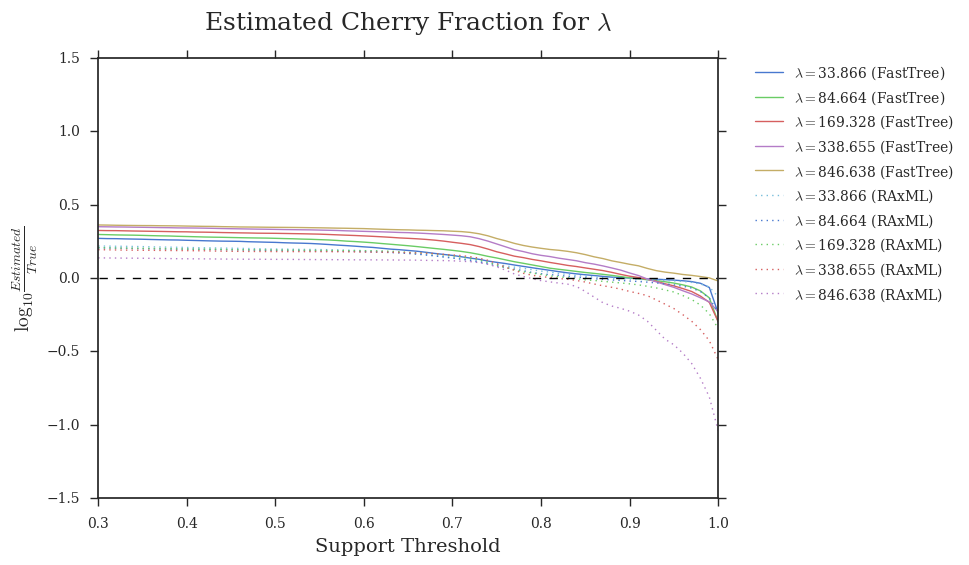 Estimated Cherry Fraction for λ
1.5
1.0
0.5
0.0
−0.5
−1.0
−1.5
log10 Estimated/True
0.3 0.4 0.5 0.6 0.7 0.8 0.9 1.0
Support Threshold
λ = 33.866 (FastTree)
λ = 84.664 (FastTree)
λ = 169.328 (FastTree)
λ = 338.655 (FastTree)
λ = 846.638 (FastTree)
λ = 33.866 (RAxML)
λ = 84.664 (RAxML)
λ = 169.328 (RAxML)
λ = 338.655 (RAxML)
λ = 846.638 (RAxML)